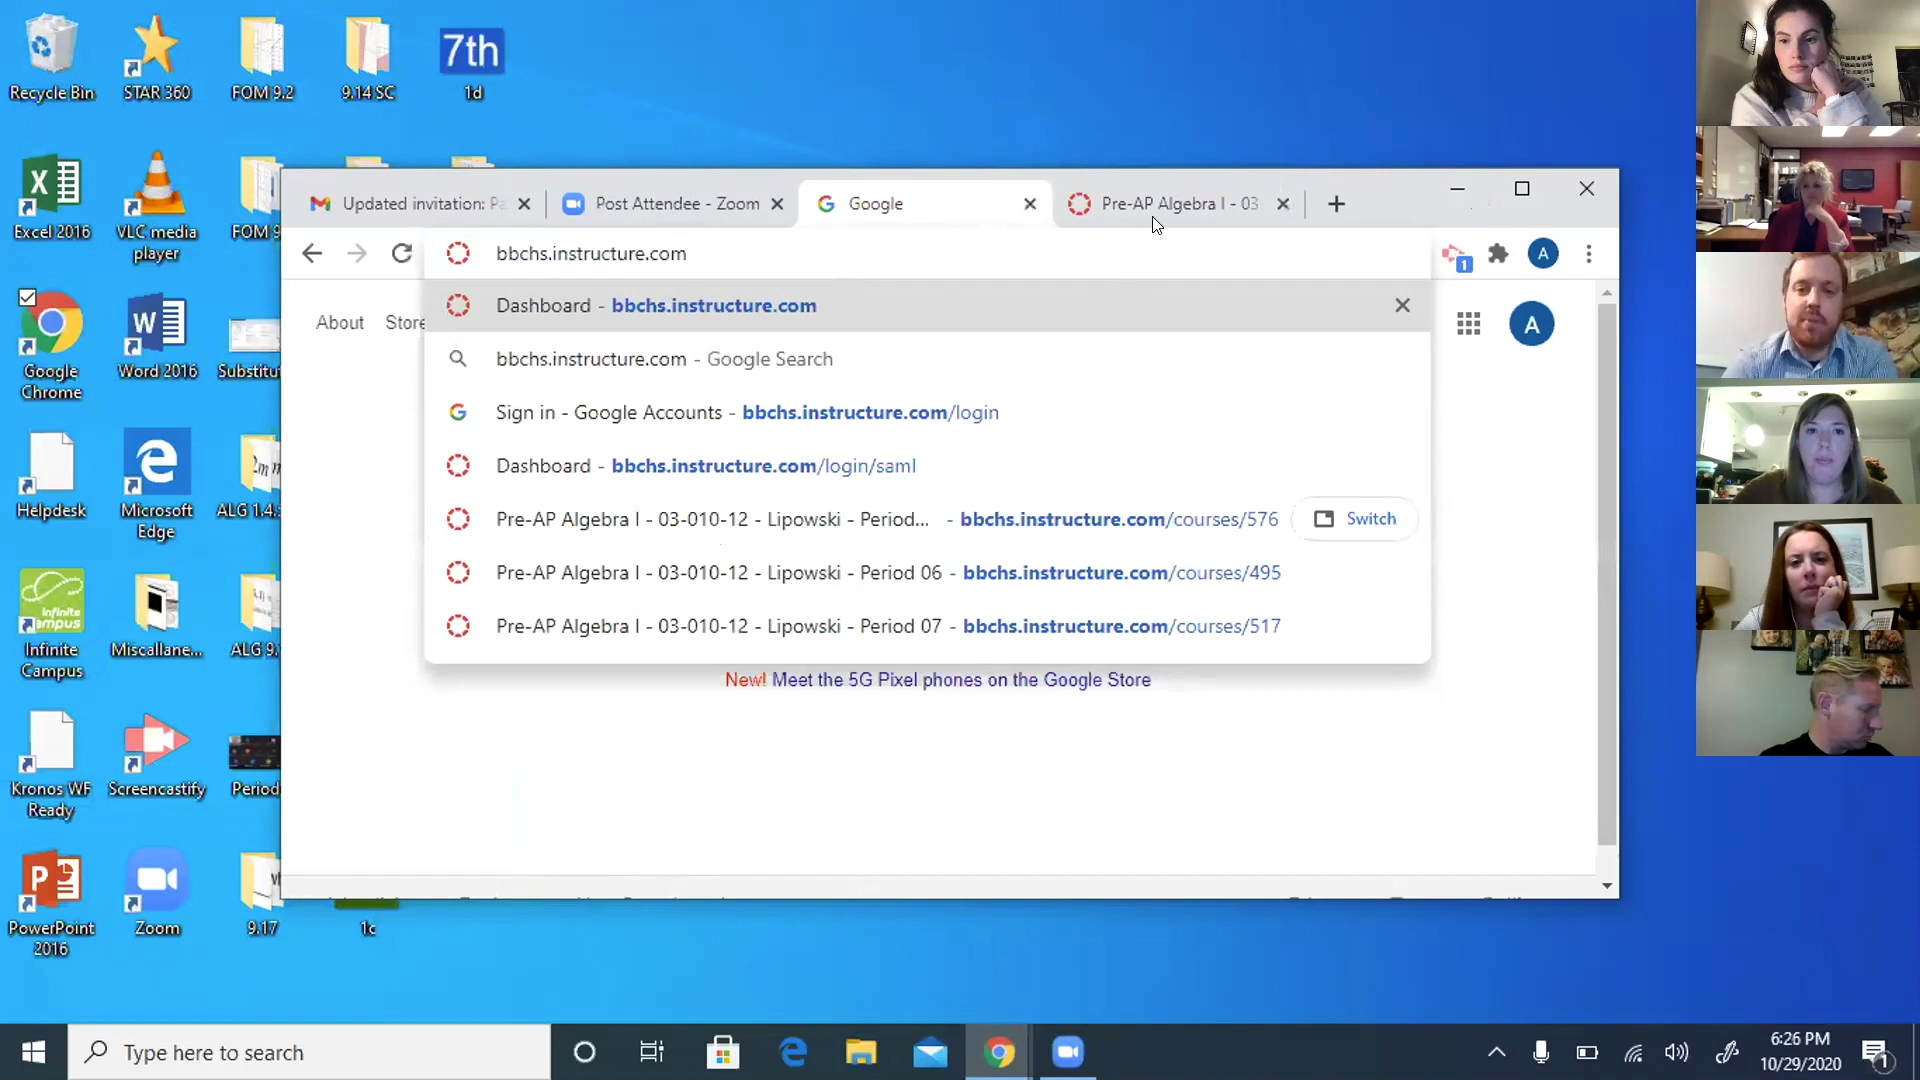 Recycle Bin
STAR 360
FOM 9.2
9.14 SC
7th
1d
Excel 2016
VLC media player
FOM 9
Google Chrome
Word 2016
Substitu
Helpdesk
Microsoft Edge
ALG 1.4.
Infinite Campus
Infinite Campus
Miscallane...
ALG 9.
Kronos WF Ready
Screencastify
Period
PowerPoint 2016
Zoom
9.17
1c
Updated invitation: Pa
Post Attendee - Zoom
Google
Pre-AP Algebra I - 03
bbchs.instructure.com
1
A
About
Store
A
Dashboard - bbchs.instructure.com
bbchs.instructure.com - Google Search
Sign in - Google Accounts - bbchs.instructure.com/login
Dashboard - bbchs.instructure.com/login/saml
Pre-AP Algebra I - 03-010-12 - Lipowski - Period... - bbchs.instructure.com/courses/576
Switch
Pre-AP Algebra I - 03-010-12 - Lipowski - Period 06 - bbchs.instructure.com/courses/495
Pre-AP Algebra I - 03-010-12 - Lipowski - Period 07 - bbchs.instructure.com/courses/517
New! Meet the 5G Pixel phones on the Google Store
Type here to search
6:26 PM
10/29/2020
1